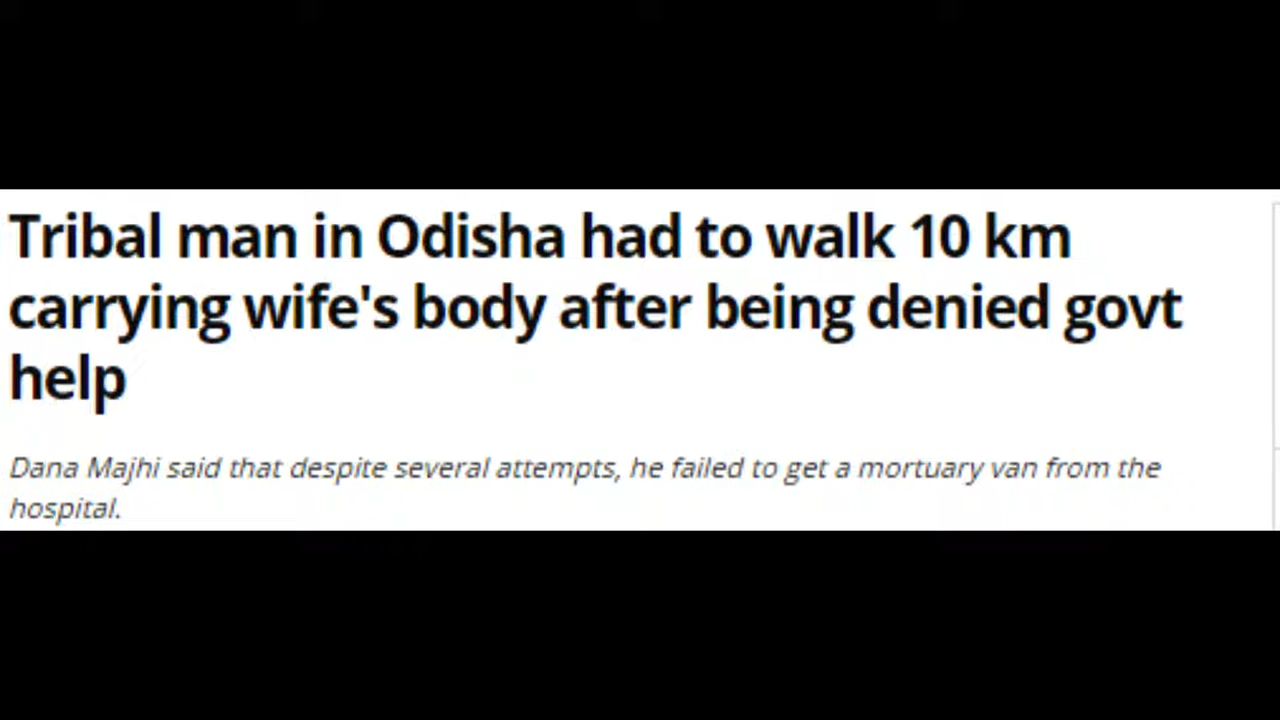 Tribal man in Odisha had to walk 10 km
carrying wife's body after being denied govt
help
Dana Majhi said that despite several attempts, he failed to get a mortuary van from the
hospital.